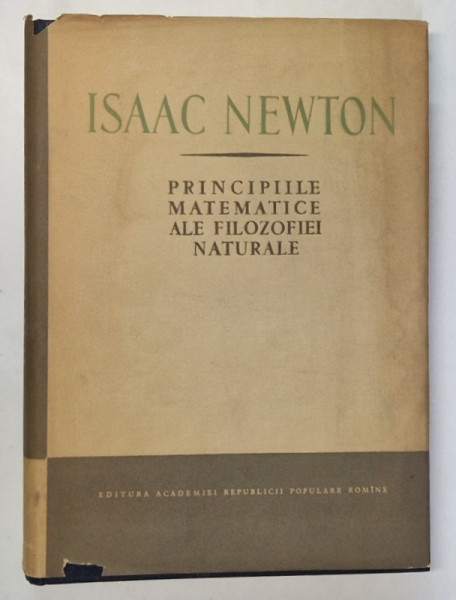 ISAAC NEWTON
PRINCIPIILE
MATEMATICE
ALE FILOZOFIEI
NATURALE
EDITURA ACADEMIEI REPUBLICII POPULARE ROMÎNE